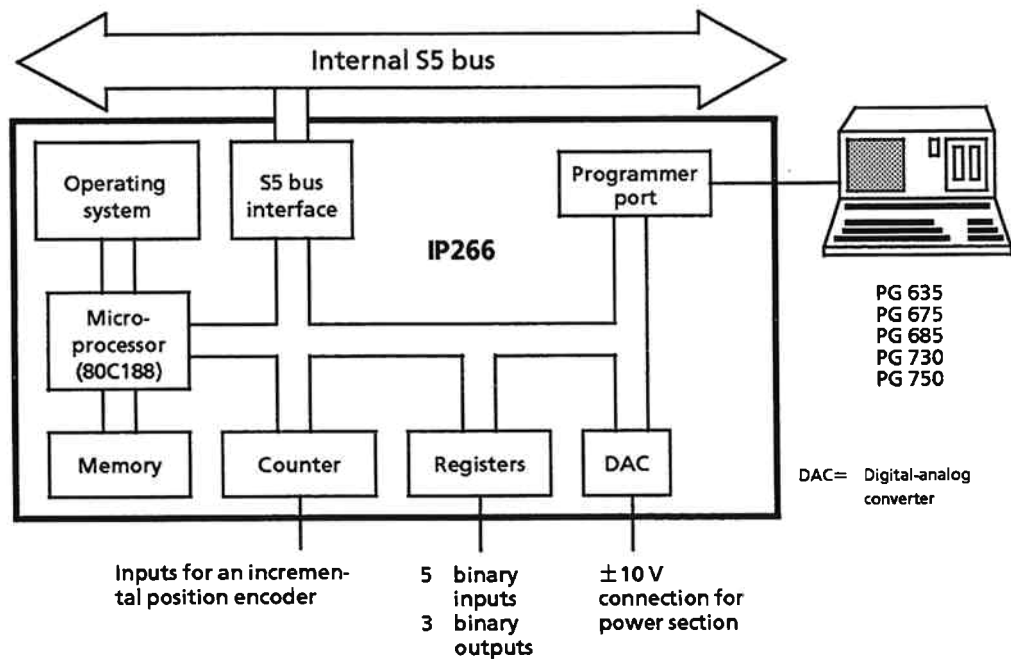 Internal S5 bus
Operating
system
S5 bus
interface
Programmer
port
IP266
Micro-
processor
(80C188)
PG 635
PG 675
PG 685
PG 730
PG 750
Memory
Counter
Registers
DAC
DAC= Digital-analog
converter
Inputs for an incremen-
tal position encoder
5 binary
inputs
3 binary
outputs
±10 V
connection for
power section